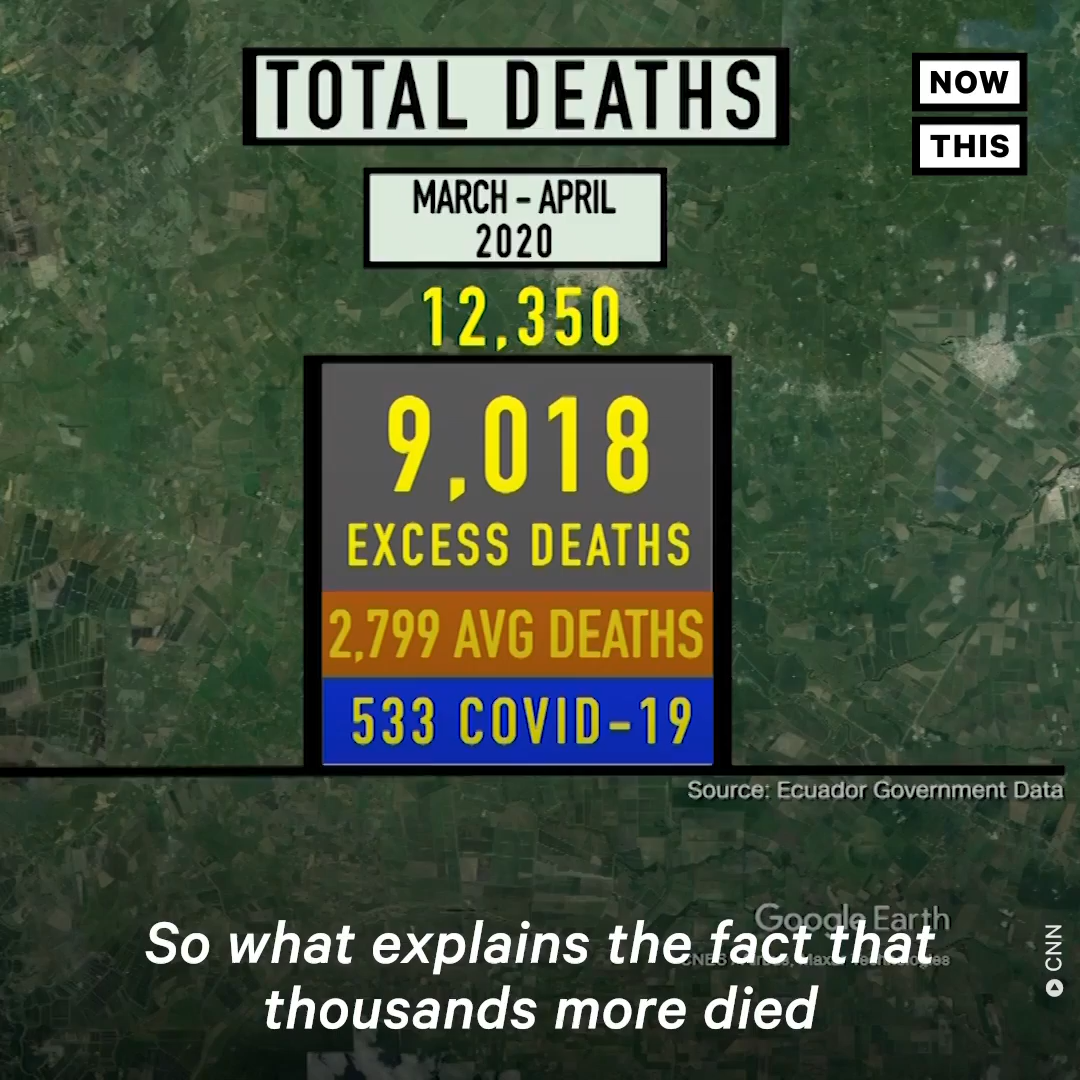 TOTAL DEATHS
NOW
THIS
MARCH - APRIL
2020
12,350
9,018
EXCESS DEATHS
2,799 AVG DEATHS
533 COVID-19
Source: Ecuador Government Data
Google Earth
CNN
So what explains the fact that
thousands more died